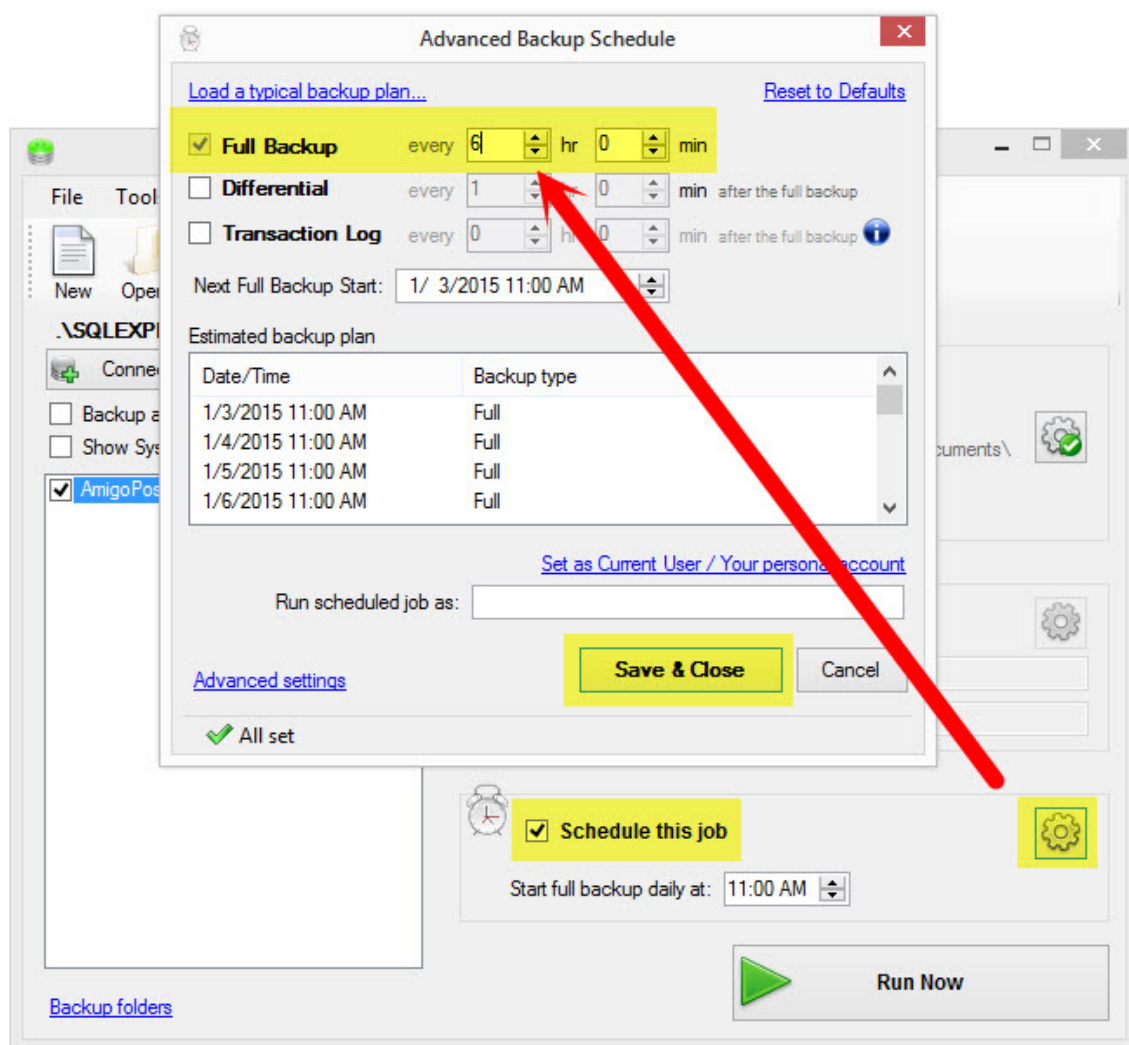 Advanced Backup Schedule
Load a typical backup plan... Reset to Defaults
Full Backup every 6 hr 0 min
Differential every 1 hr 0 min after the full backup
Transaction Log every 0 hr 0 min after the full backup
Next Full Backup Start: 1/ 3/2015 11:00 AM
Estimated backup plan
Date/Time Backup type
1/3/2015 11:00 AM Full
1/4/2015 11:00 AM Full
1/5/2015 11:00 AM Full
1/6/2015 11:00 AM Full
Set as Current User / Your personal account
Run scheduled job as:
Advanced settings Save & Close Cancel
All set
File Tool
New Oper
.\SQLEXP
Conne
Backup a
Show Sys
AmigoPos
cuments\
Schedule this job
Start full backup daily at: 11:00 AM
Run Now
Backup folders